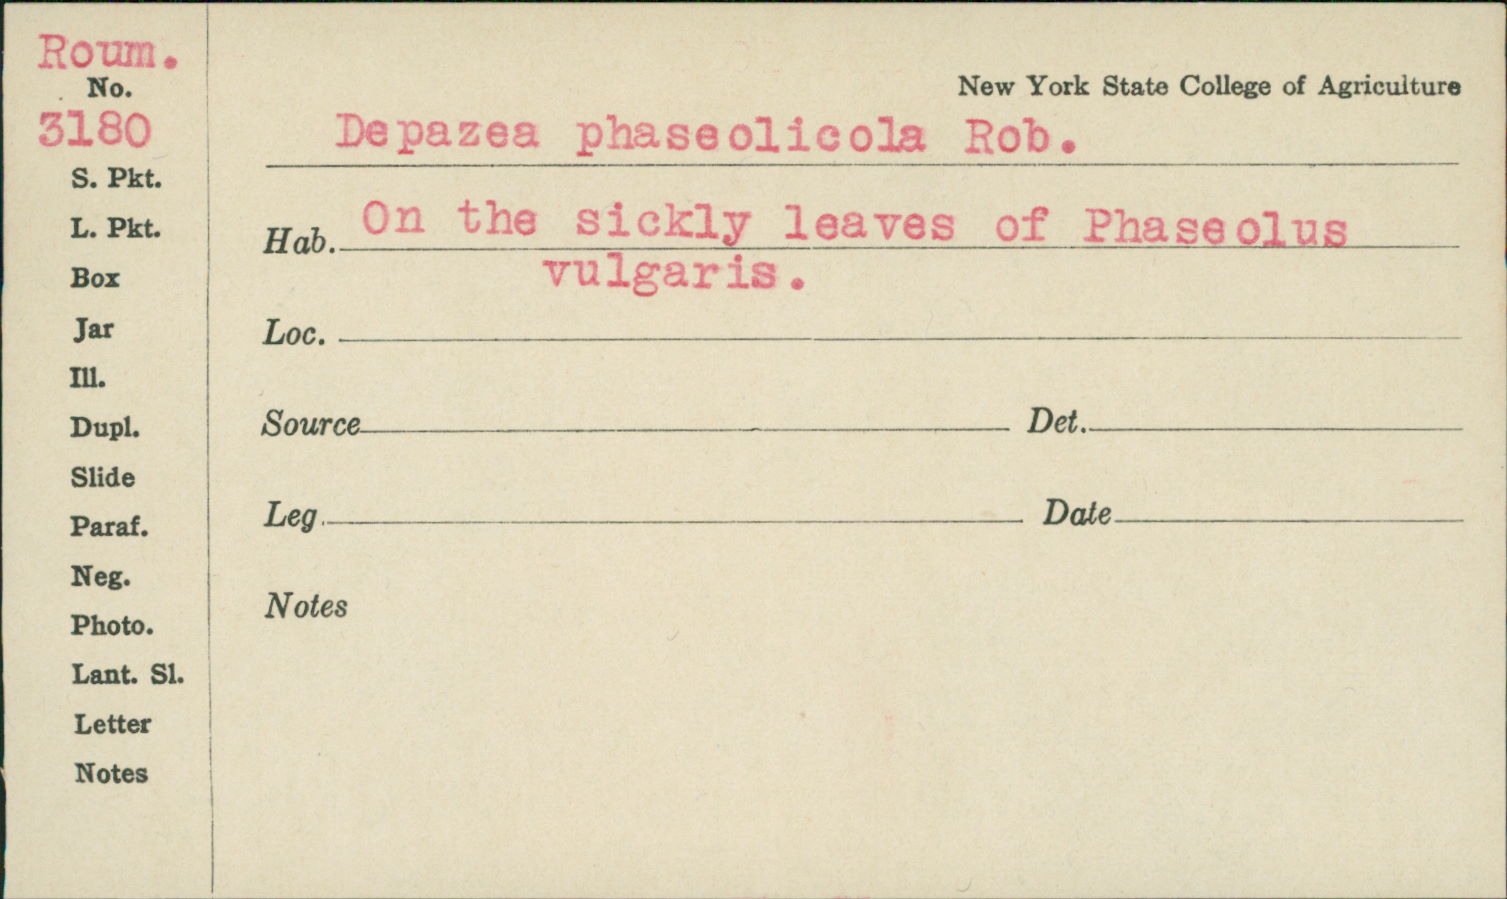 Roum.
No.
3180
S. Pkt.
L. Pkt.
Box
Jar
Ill.
Dupl.
Slide
Paraf.
Neg.
Photo.
Lant. Sl.
Letter
Notes
New York State College of Agriculture
Depazea phaseolicola Rob.
Hab. On the sickly leaves of Phaseolus
vulgaris.
Loc.
Source Det.
Leg. Date
Notes